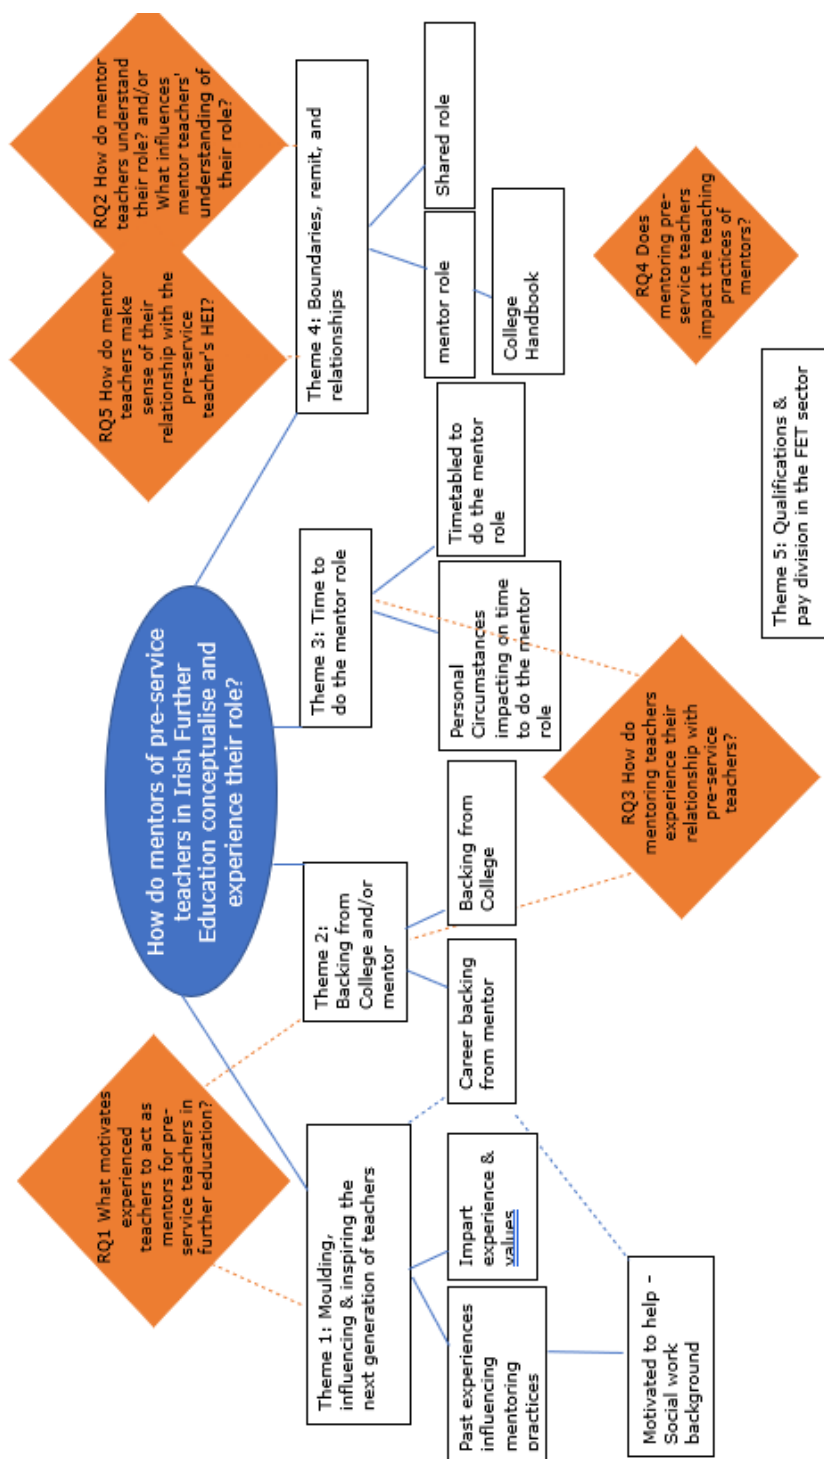 How do mentors of pre-service
teachers in Irish Further
Education conceptualise and
experience their role?
RQ1 What motivates
experienced
teachers to act as
mentors for pre-
service teachers in
further education?
RQ5 How do mentor
teachers make
sense of their
relationship with the
pre-service
teacher's HEI?
RQ2 How do mentor
teachers understand
their role? and/or
What influences
mentor teachers'
understanding of
their role?
Theme 1: Moulding,
influencing & inspiring the
next generation of teachers
Theme 2:
Backing from
College and/or
mentor
Theme 3: Time to
do the mentor role
Theme 4: Boundaries, remit, and
relationships
Past experiences
influencing
mentoring
practices
Impart
experience &
values
Career backing
from mentor
Backing from
College
Personal
Circumstances
impacting on time
to do the mentor
role
Timetabled to
do the mentor
role
mentor role
Shared role
College
Handbook
Motivated to help –
Social work
background
RQ3 How do
mentoring teachers
experience their
relationship with
pre-service
teachers?
RQ4 Does
mentoring pre-
service teachers
impact the teaching
practices of
mentors?
Theme 5: Qualifications &
pay division in the FET sector